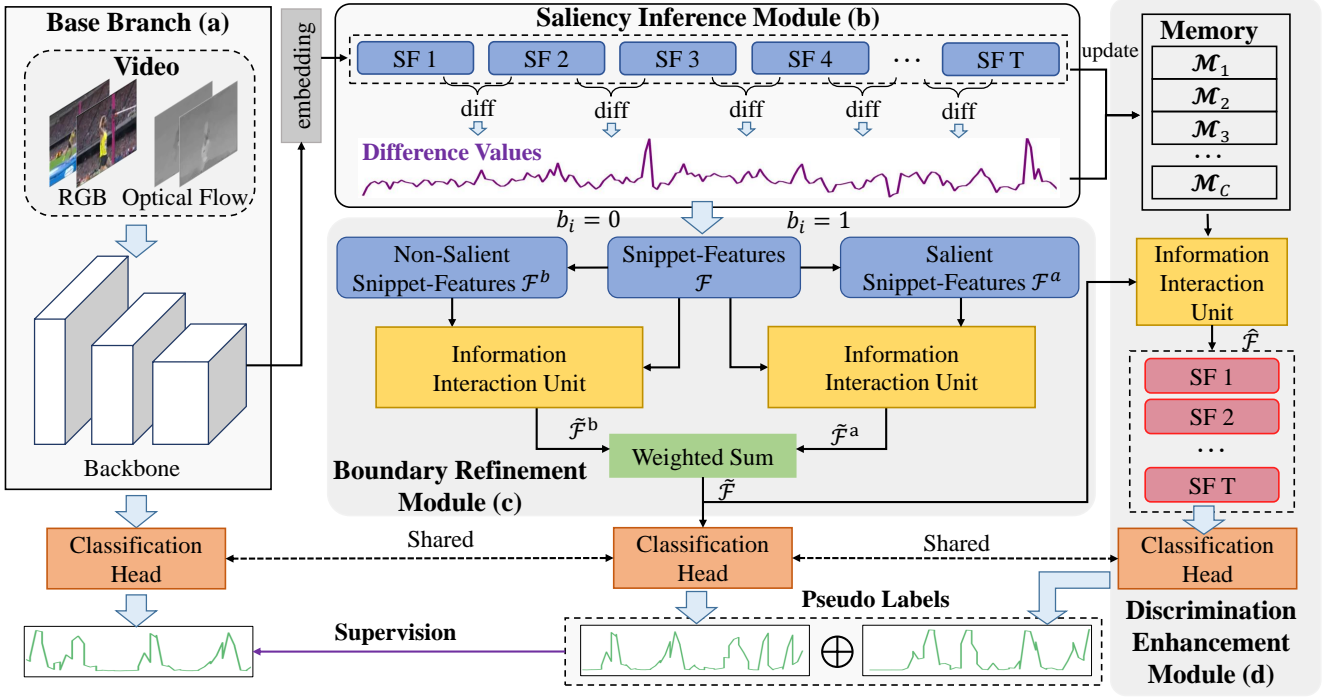 Base Branch (a)
Video
RGB
Optical Flow
Backbone
embedding
Saliency Inference Module (b)
SF 1
SF 2
SF 3
SF 4
...
SF T
diff
diff
diff
diff
diff
Difference Values
update
Memory
𝓜₁
𝓜₂
𝓜₃
...
𝓜_C
b_i = 0
b_i = 1
Non-Salient
Snippet-Features ℱᵇ
Snippet-Features
ℱ
Salient
Snippet-Features ℱᵃ
Information
Interaction Unit
Information
Interaction Unit
ℱ̃ᵇ
ℱ̃ᵃ
Weighted Sum
ℱ̃
Boundary Refinement
Module (c)
Information
Interaction
Unit
ℱ̂
SF 1
SF 2
...
SF T
Classification
Head
Shared
Classification
Head
Shared
Classification
Head
Pseudo Labels
Supervision
Discrimination
Enhancement
Module (d)